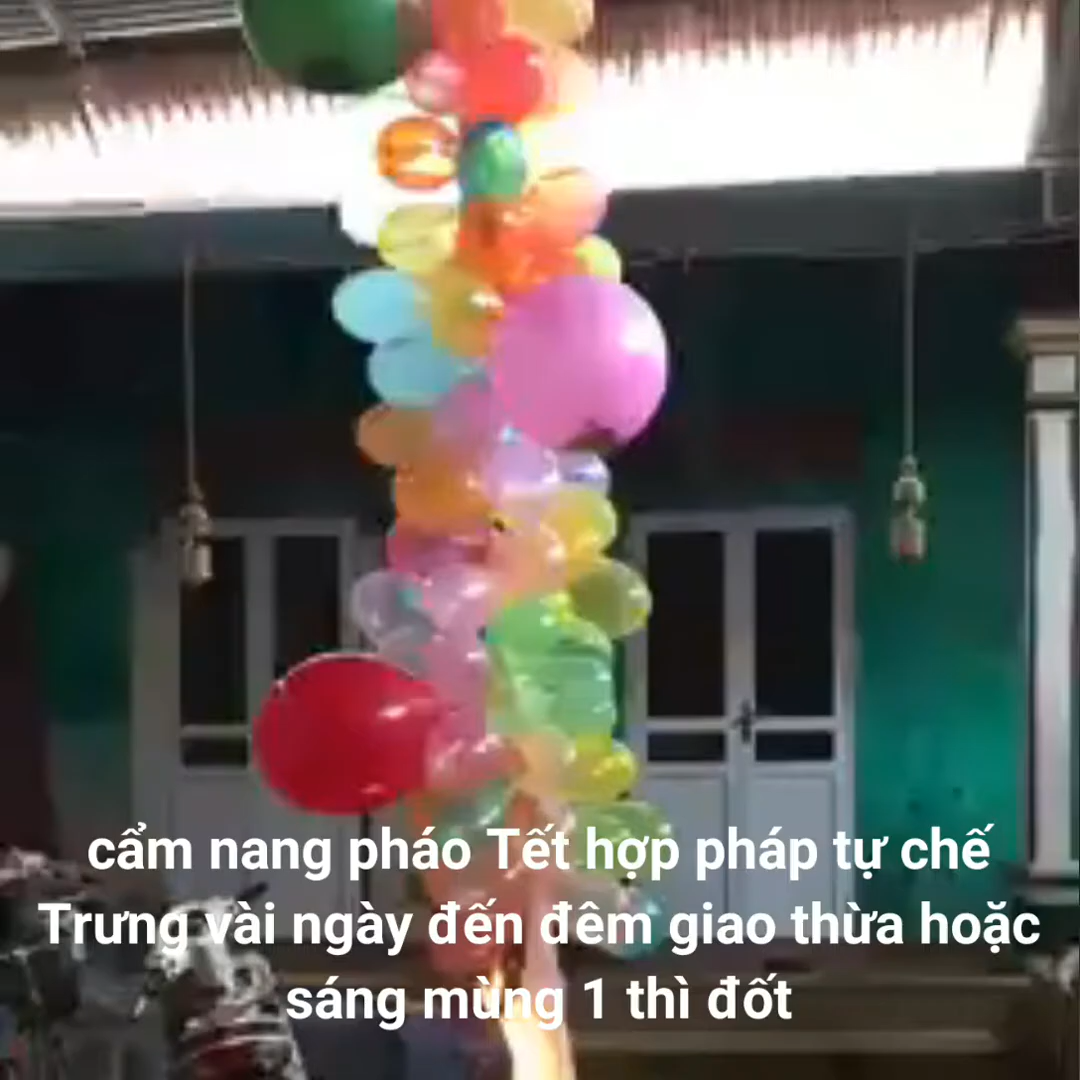 cẩm nang pháo Tết hợp pháp tự chế
Trưng vài ngày đến đêm giao thừa hoặc
sáng mùng 1 thì đốt